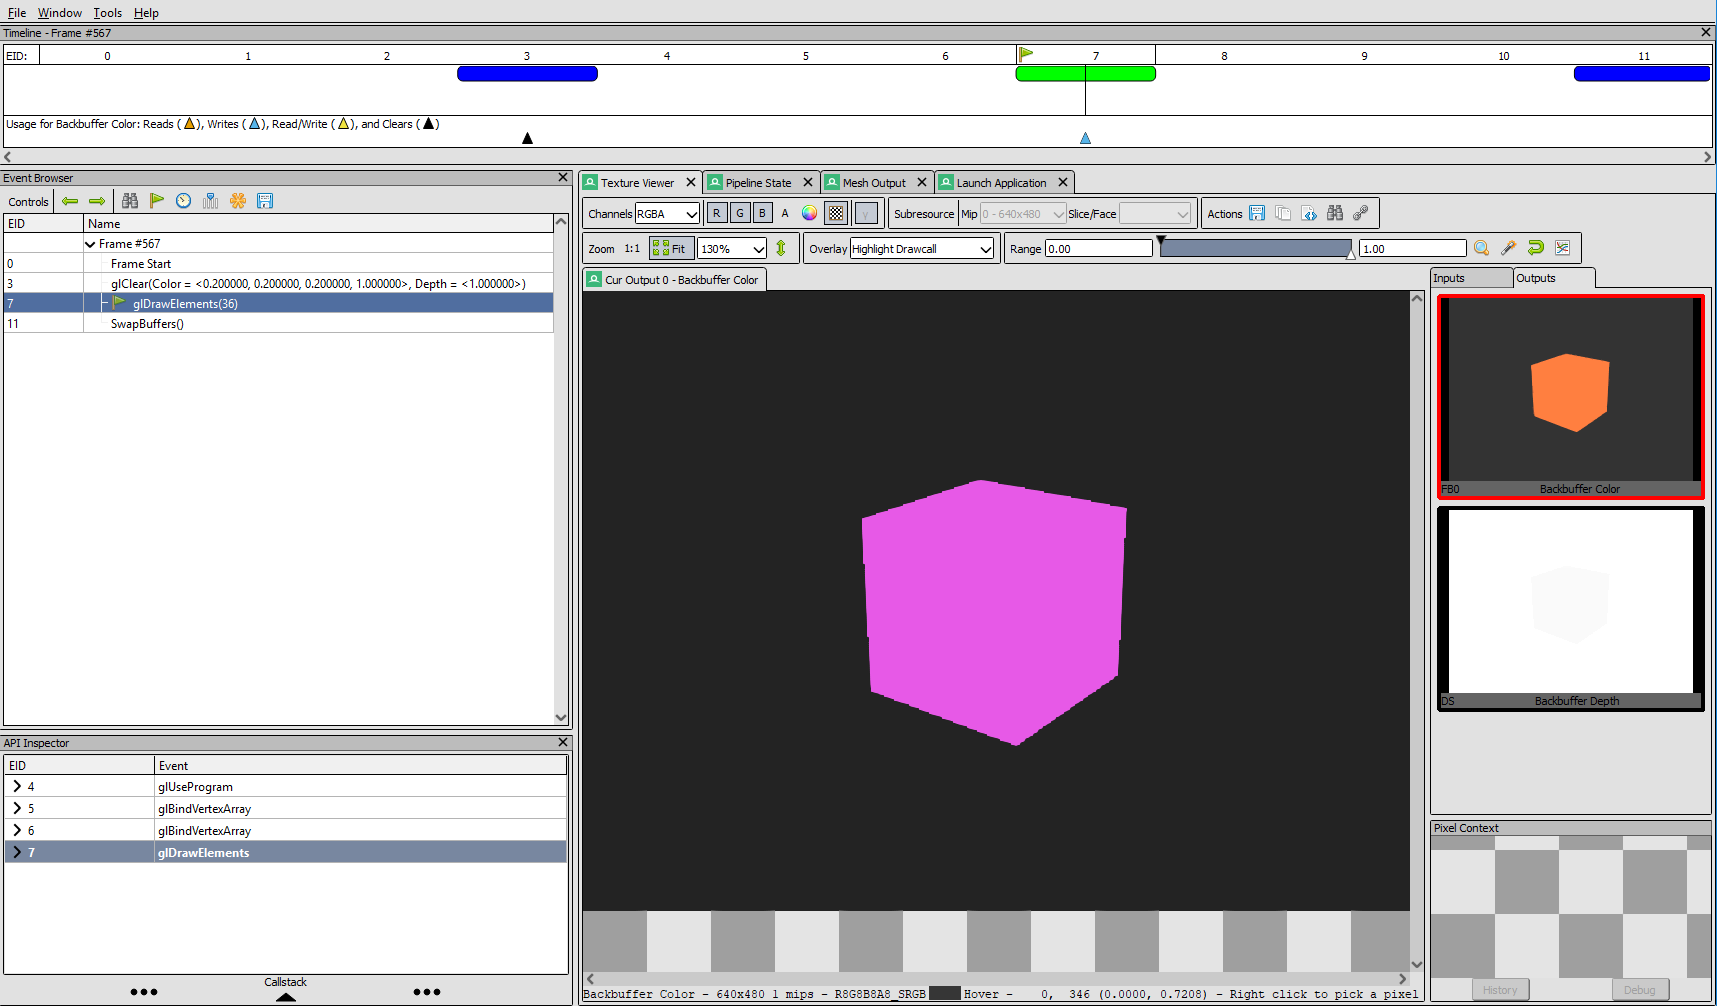 File Window Tools Help
Timeline - Frame #567
EID: 0 1 2 3 4 5 6 7 8 9 10 11
Usage for Backbuffer Color: Reads ( ), Writes ( ), Read/Write ( ), and Clears ( )
Event Browser
Controls
EID Name
Frame #567
0 Frame Start
3 glClear(Color = <0.200000, 0.200000, 0.200000, 1.000000>, Depth = <1.000000>)
7 glDrawElements(36)
11 SwapBuffers()
API Inspector
EID Event
4 glUseProgram
5 glBindVertexArray
6 glBindVertexArray
7 glDrawElements
Callstack
Texture Viewer Pipeline State Mesh Output Launch Application
Channels RGBA R G B A γ Subresource Mip 0 - 640x480 Slice/Face Actions
Zoom 1:1 Fit 130% Overlay Highlight Drawcall Range 0.00 1.00
Cur Output 0 - Backbuffer Color
Inputs Outputs
FB0 Backbuffer Color
DS Backbuffer Depth
Pixel Context
History Debug
Backbuffer Color - 640x480 1 mips - R8G8B8A8_SRGB Hover - 0, 346 (0.0000, 0.7208) - Right click to pick a pixel